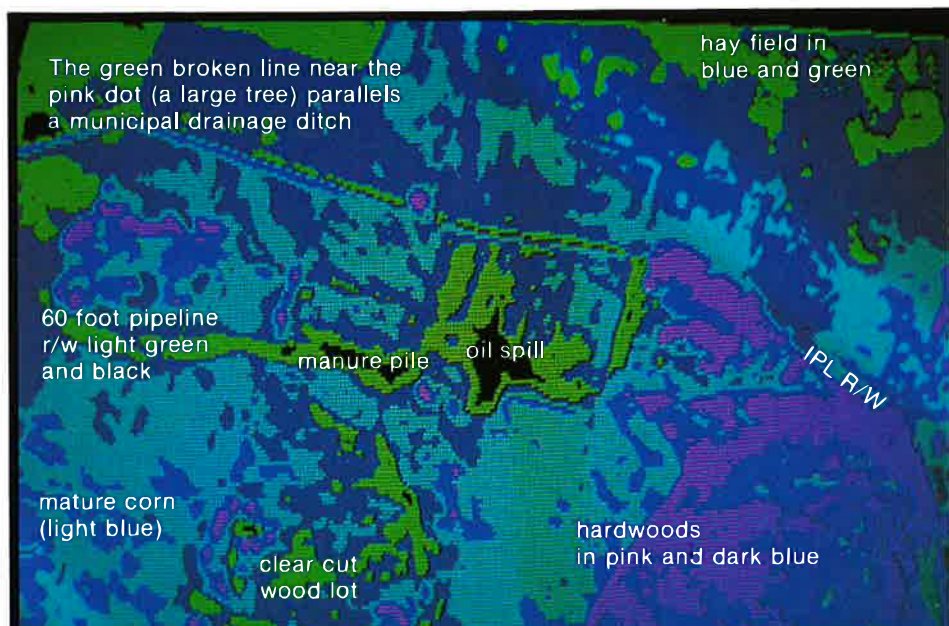 The green broken line near the
pink dot (a large tree) parallels
a municipal drainage ditch
hay field in
blue and green
60 foot pipeline
r/w light green
and black
manure pile
oil spill
IPL R/W
mature corn
(light blue)
clear cut
wood lot
hardwoods
in pink and dark blue